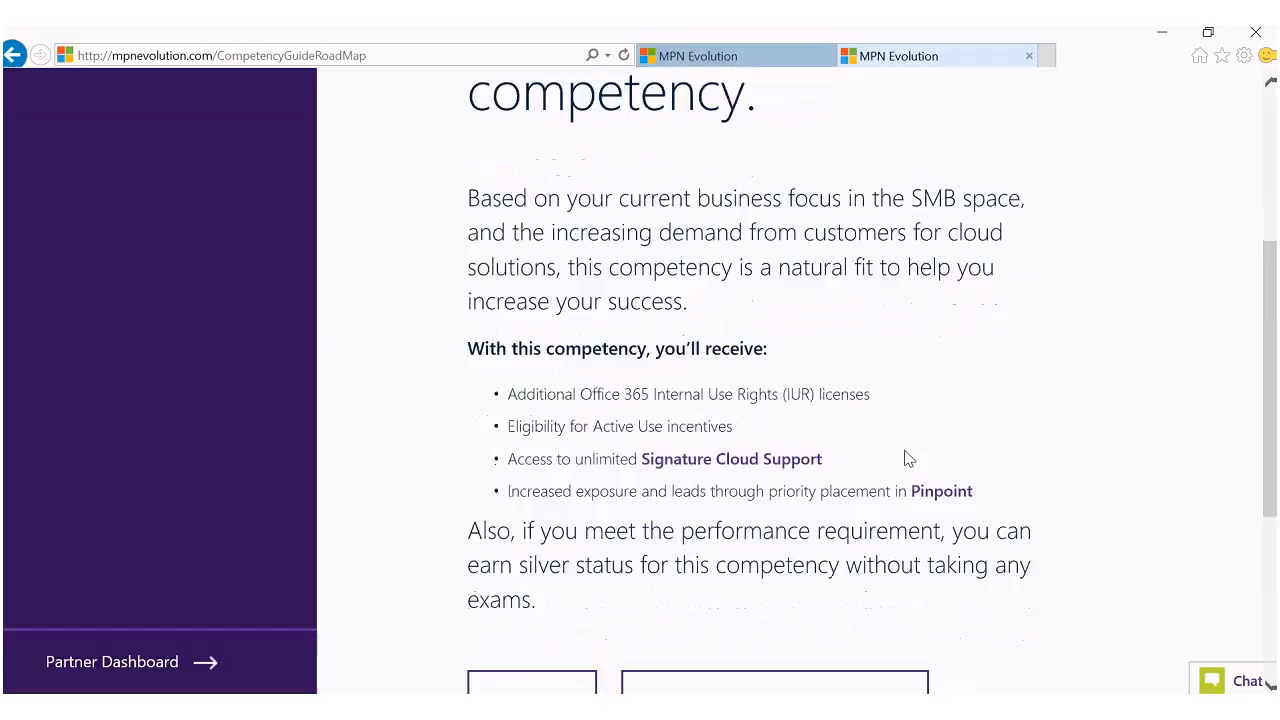 http://mpnevolution.com/CompetencyGuideRoadMap
MPN Evolution
MPN Evolution
competency.
Based on your current business focus in the SMB space,
and the increasing demand from customers for cloud
solutions, this competency is a natural fit to help you
increase your success.
With this competency, you’ll receive:
• Additional Office 365 Internal Use Rights (IUR) licenses
• Eligibility for Active Use incentives
• Access to unlimited Signature Cloud Support
• Increased exposure and leads through priority placement in Pinpoint
Also, if you meet the performance requirement, you can
earn silver status for this competency without taking any
exams.
Partner Dashboard
Chat